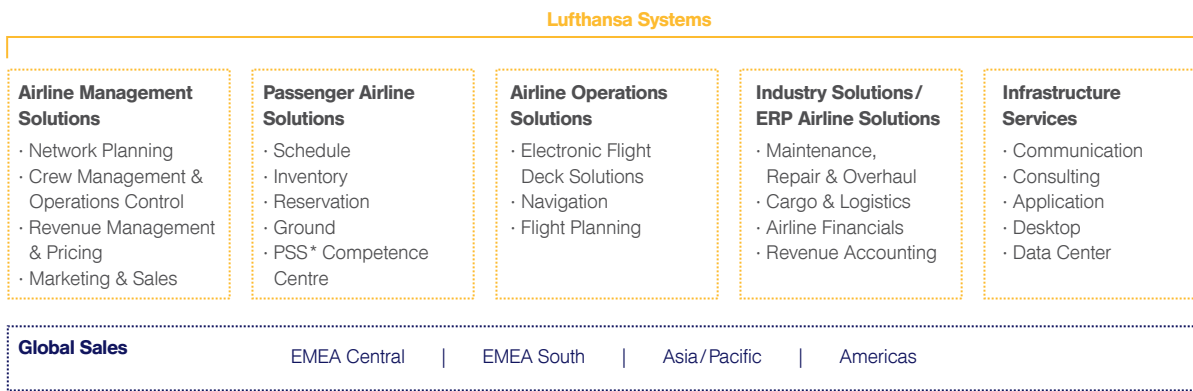 Lufthansa Systems
Airline Management
Solutions
· Network Planning
· Crew Management &
Operations Control
· Revenue Management
& Pricing
· Marketing & Sales
Passenger Airline
Solutions
· Schedule
· Inventory
· Reservation
· Ground
· PSS* Competence
Centre
Airline Operations
Solutions
· Electronic Flight
Deck Solutions
· Navigation
· Flight Planning
Industry Solutions/
ERP Airline Solutions
· Maintenance,
Repair & Overhaul
· Cargo & Logistics
· Airline Financials
· Revenue Accounting
Infrastructure
Services
· Communication
· Consulting
· Application
· Desktop
· Data Center
Global Sales
EMEA Central | EMEA South | Asia/Pacific | Americas